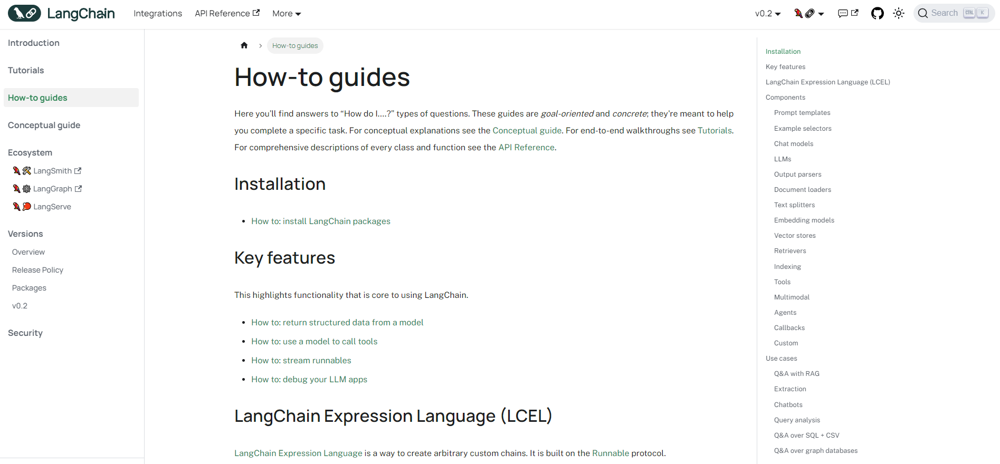 LangChain
Integrations
API Reference
More
v0.2
Search
CTRL
K
Introduction
Tutorials
How-to guides
Conceptual guide
Ecosystem
LangSmith
LangGraph
LangServe
Versions
Overview
Release Policy
Packages
v0.2
Security
How-to guides
How-to guides
Here you’ll find answers to “How do I….?” types of questions. These guides are goal-oriented and concrete; they're meant to help
you complete a specific task. For conceptual explanations see the Conceptual guide. For end-to-end walkthroughs see Tutorials.
For comprehensive descriptions of every class and function see the API Reference.
Installation
How to: install LangChain packages
Key features
This highlights functionality that is core to using LangChain.
How to: return structured data from a model
How to: use a model to call tools
How to: stream runnables
How to: debug your LLM apps
LangChain Expression Language (LCEL)
LangChain Expression Language is a way to create arbitrary custom chains. It is built on the Runnable protocol.
Installation
Key features
LangChain Expression Language (LCEL)
Components
Prompt templates
Example selectors
Chat models
LLMs
Output parsers
Document loaders
Text splitters
Embedding models
Vector stores
Retrievers
Indexing
Tools
Multimodal
Agents
Callbacks
Custom
Use cases
Q&A with RAG
Extraction
Chatbots
Query analysis
Q&A over SQL + CSV
Q&A over graph databases